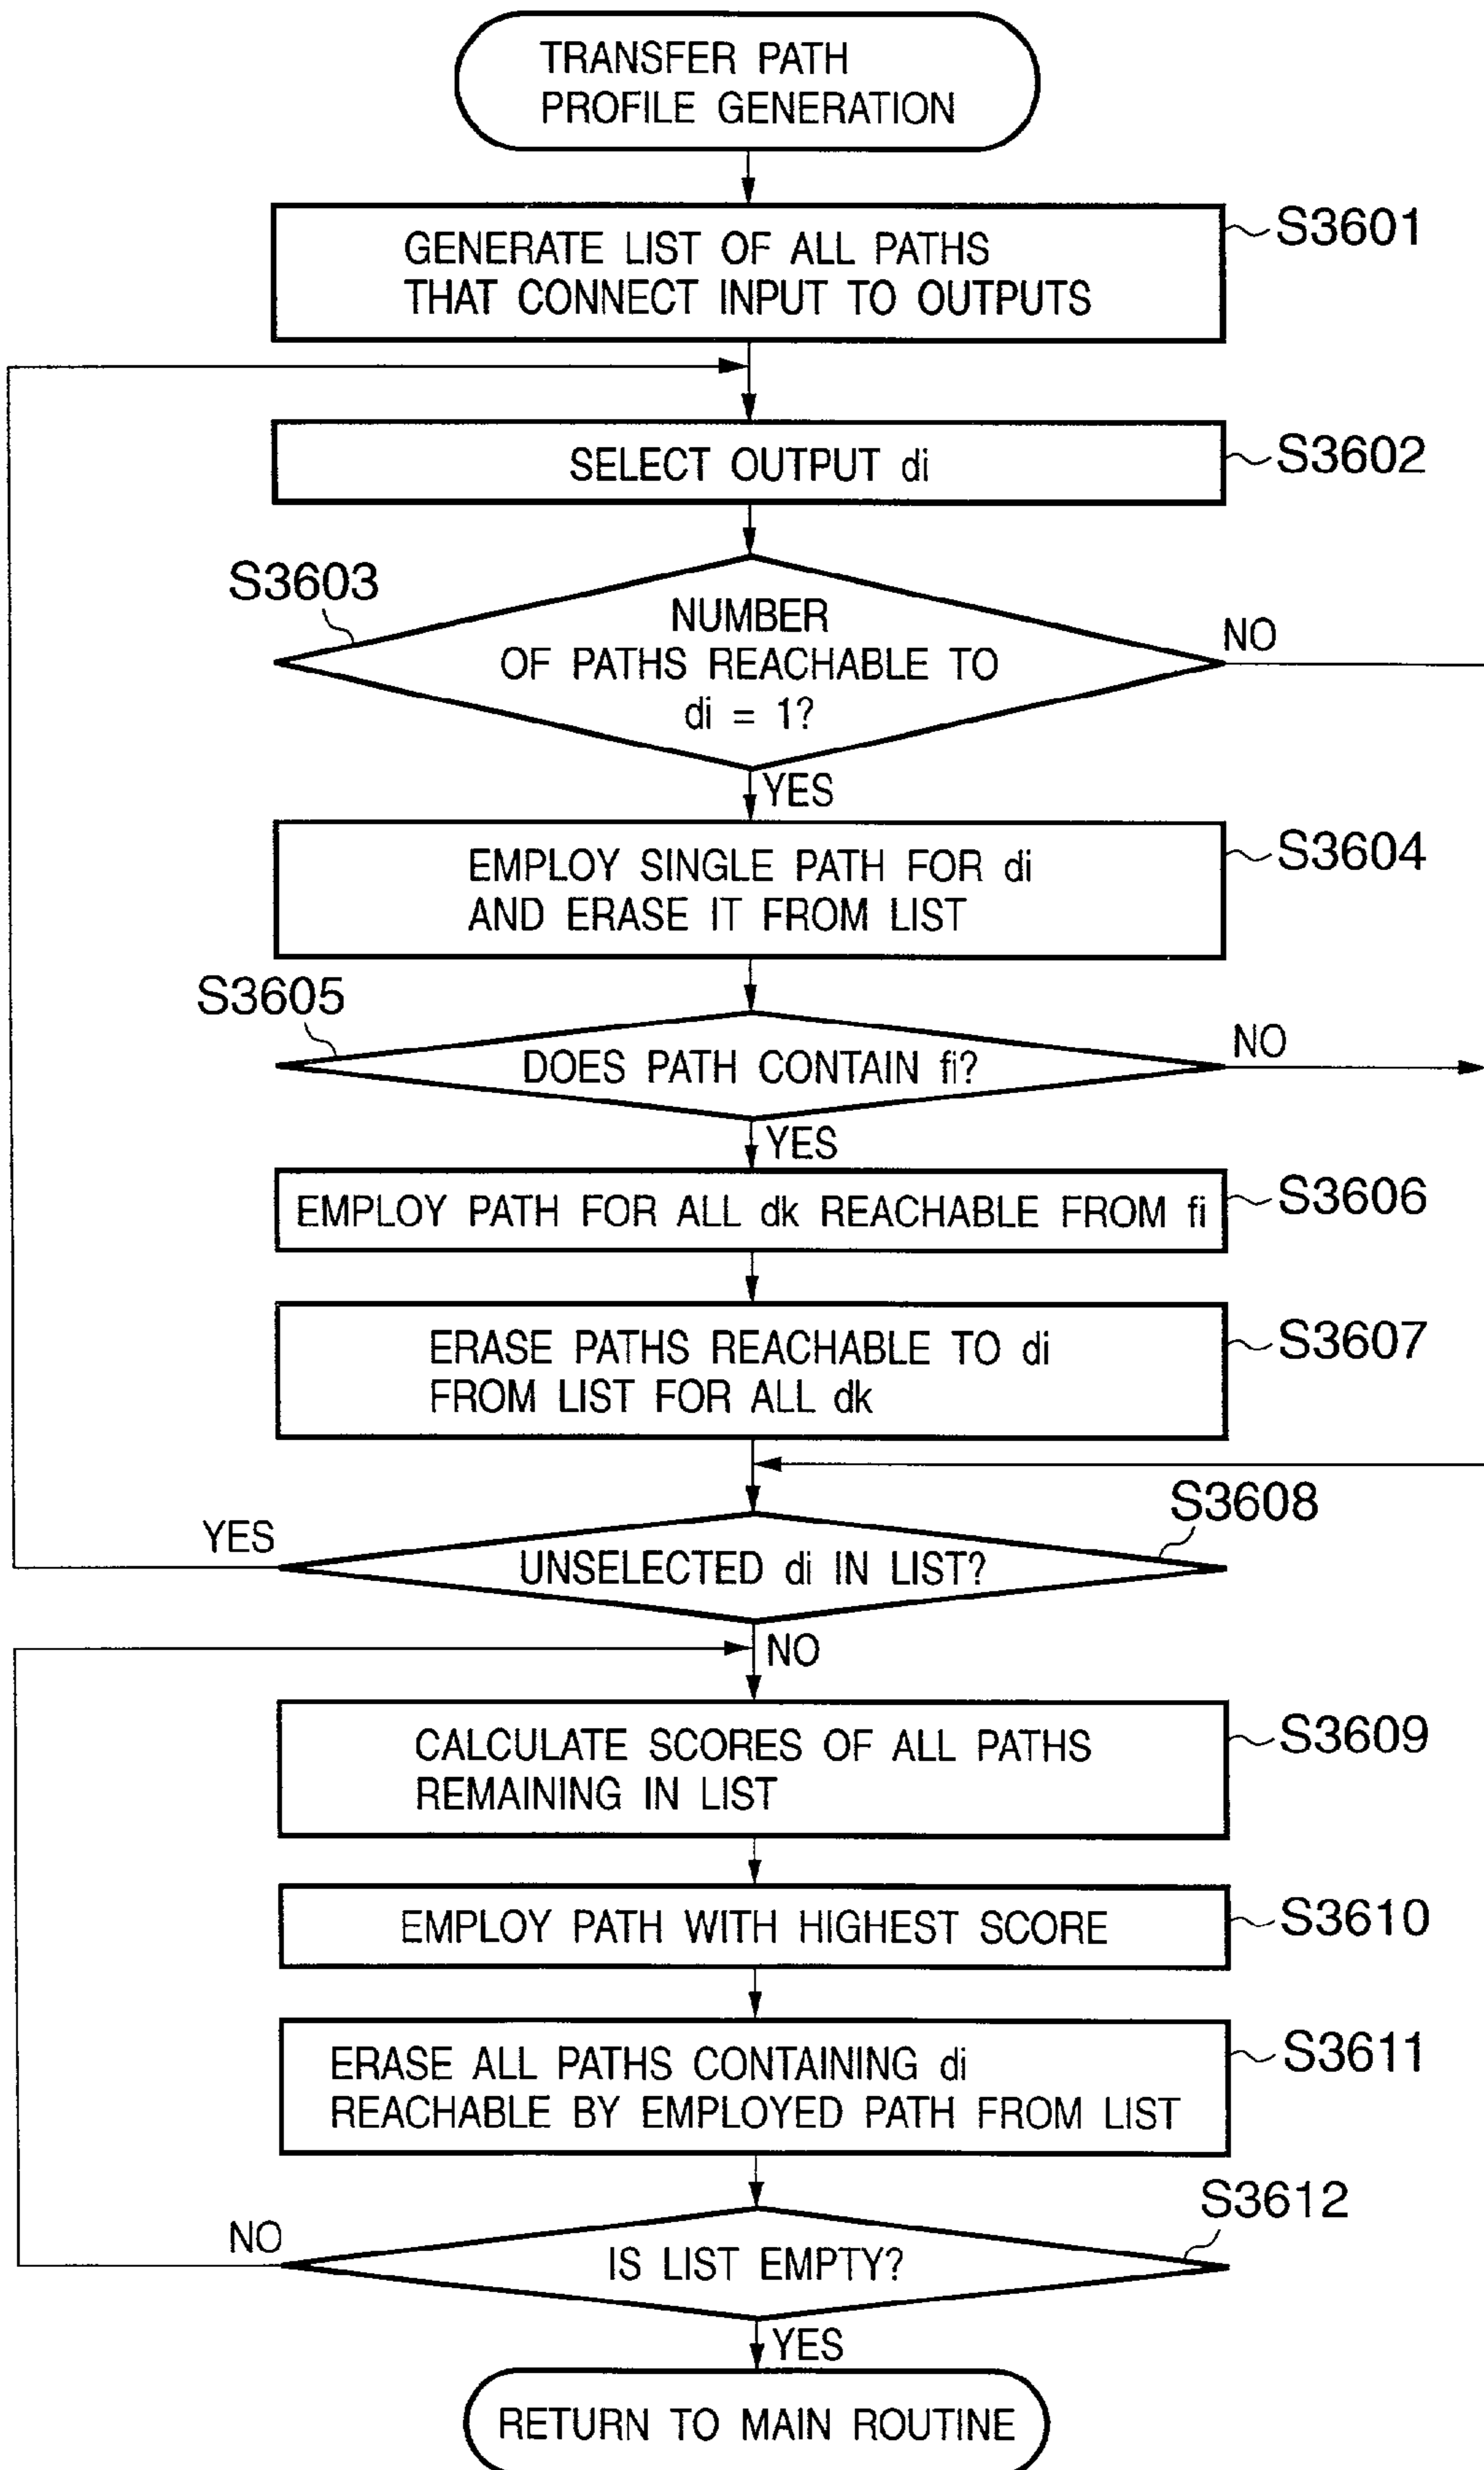 TRANSFER PATH
PROFILE GENERATION
GENERATE LIST OF ALL PATHS
THAT CONNECT INPUT TO OUTPUTS
S3601
SELECT OUTPUT di
S3602
S3603
NUMBER
OF PATHS REACHABLE TO
di = 1?
NO
YES
EMPLOY SINGLE PATH FOR di
AND ERASE IT FROM LIST
S3604
S3605
DOES PATH CONTAIN fi?
NO
YES
EMPLOY PATH FOR ALL dk REACHABLE FROM fi
S3606
ERASE PATHS REACHABLE TO di
FROM LIST FOR ALL dk
S3607
S3608
YES
UNSELECTED di IN LIST?
NO
CALCULATE SCORES OF ALL PATHS
REMAINING IN LIST
S3609
EMPLOY PATH WITH HIGHEST SCORE
S3610
ERASE ALL PATHS CONTAINING di
REACHABLE BY EMPLOYED PATH FROM LIST
S3611
S3612
NO
IS LIST EMPTY?
YES
RETURN TO MAIN ROUTINE